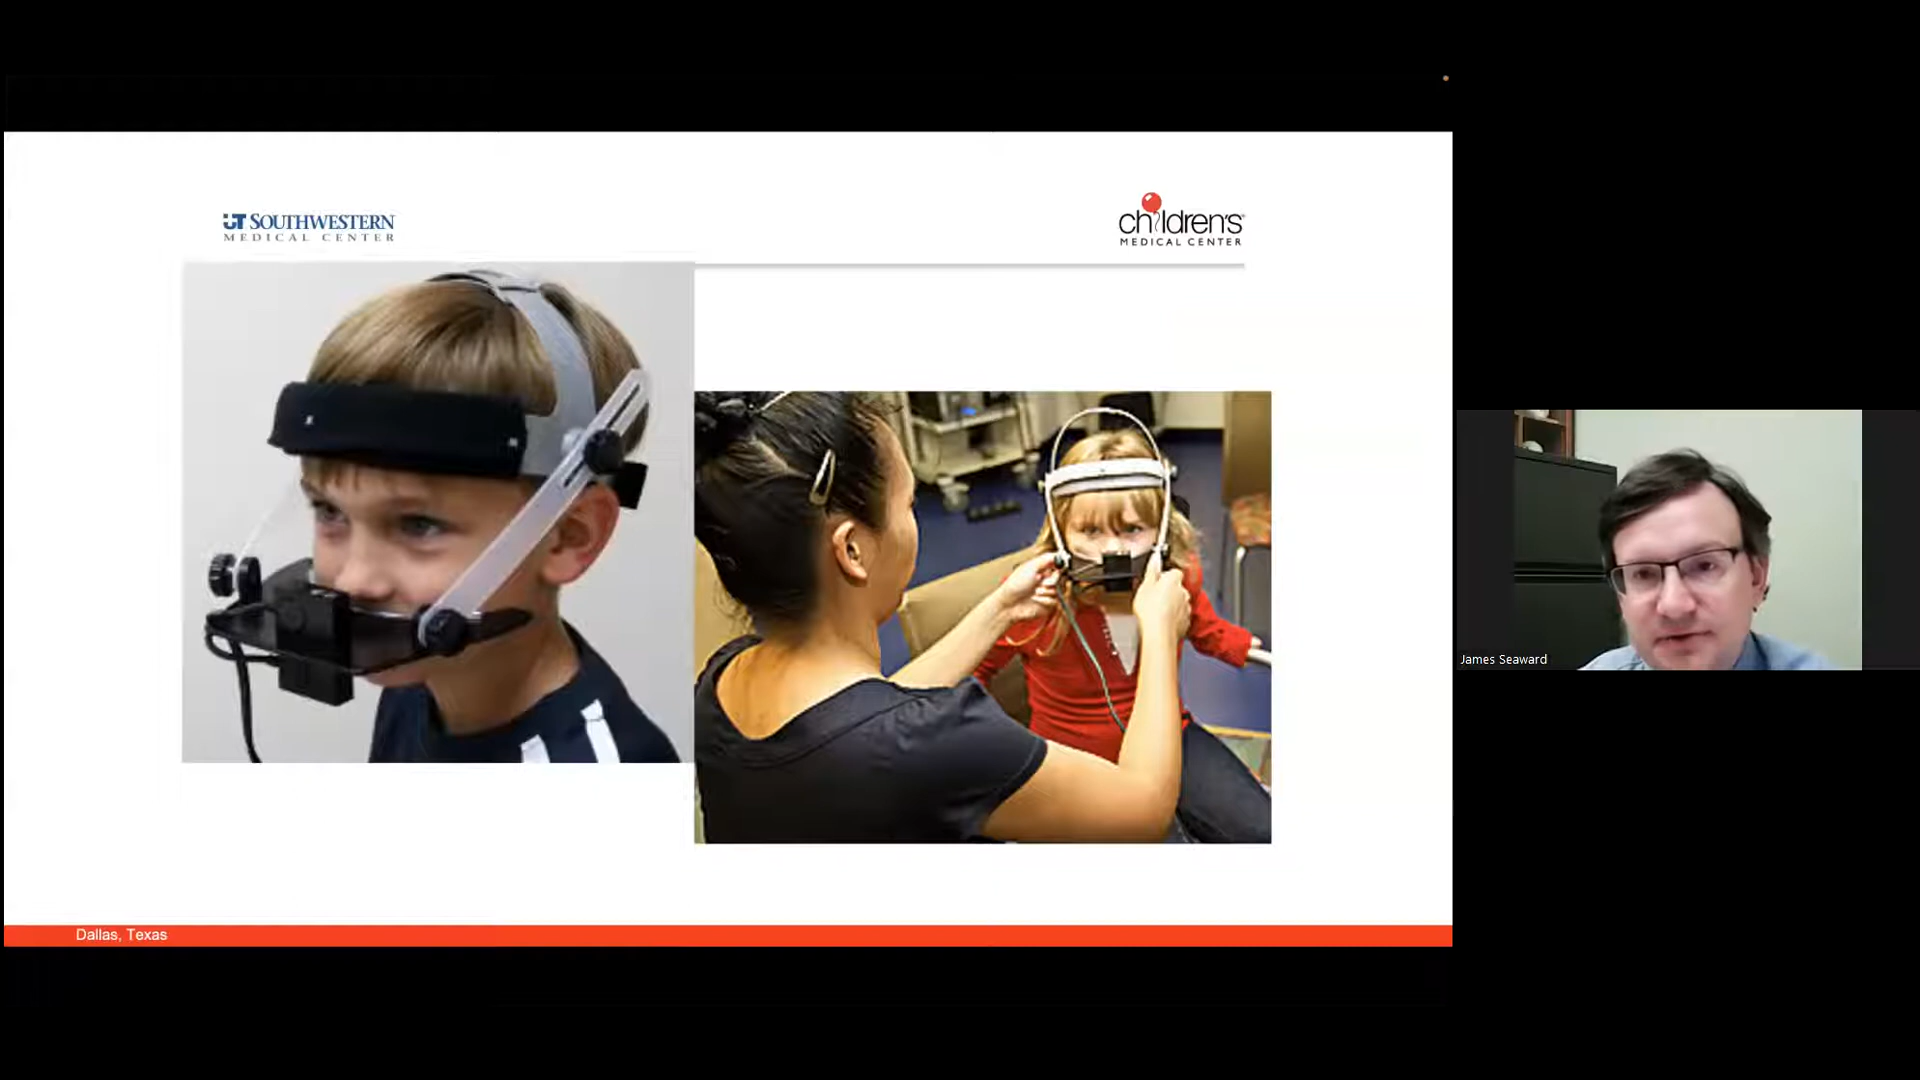 UT SOUTHWESTERN
MEDICAL CENTER
children's
MEDICAL CENTER
James Seaward
Dallas, Texas